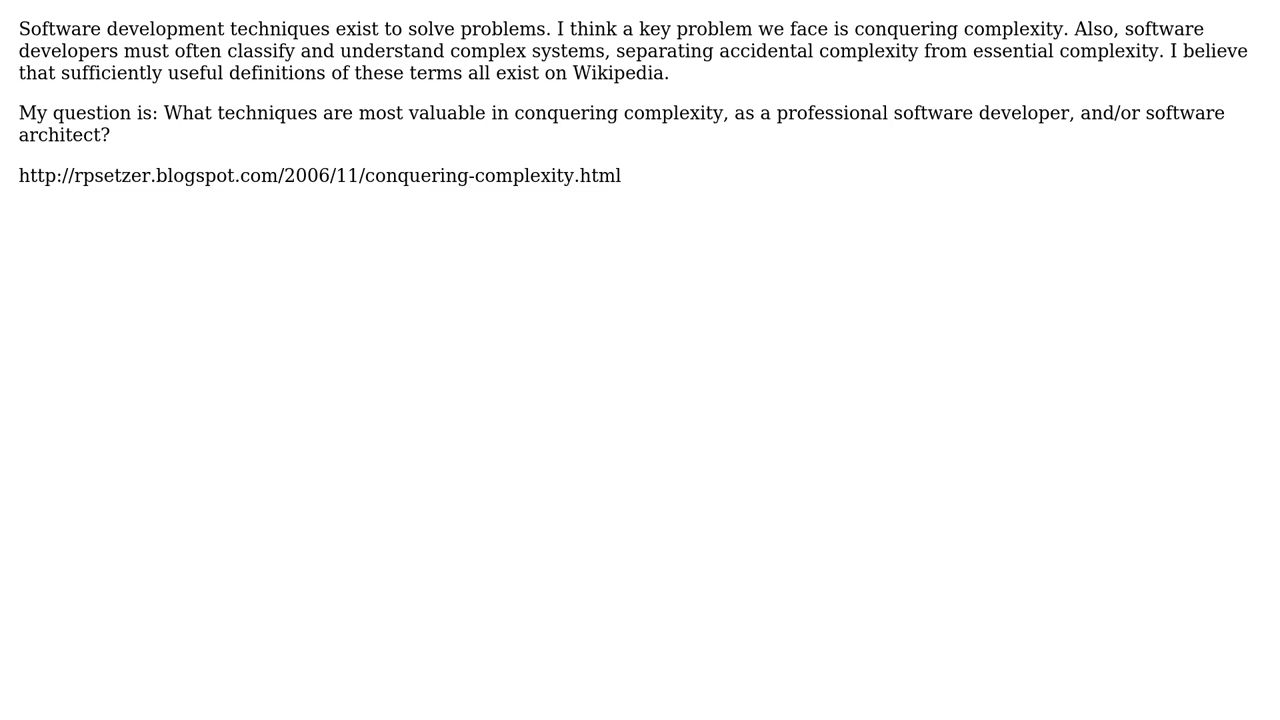 Software development techniques exist to solve problems. I think a key problem we face is conquering complexity. Also, software
developers must often classify and understand complex systems, separating accidental complexity from essential complexity. I believe
that sufficiently useful definitions of these terms all exist on Wikipedia.
My question is: What techniques are most valuable in conquering complexity, as a professional software developer, and/or software
architect?
http://rpsetzer.blogspot.com/2006/11/conquering-complexity.html